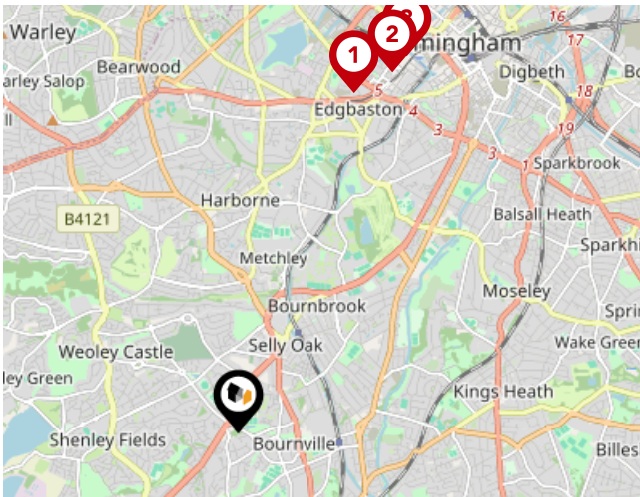 16
Warley
3
2
mingham
17
1
Bearwood
Digbeth
arley Salop
5
18
Edgbaston
4
3
19
3
1
Sparkbrook
Harborne
B4121
Balsall Heath
Sparkhi
Metchley
Moseley
Bournbrook
Sprin
Weoley Castle
Selly Oak
Wake Green
ley Green
Kings Heath
Shenley Fields
Bournville
Billes